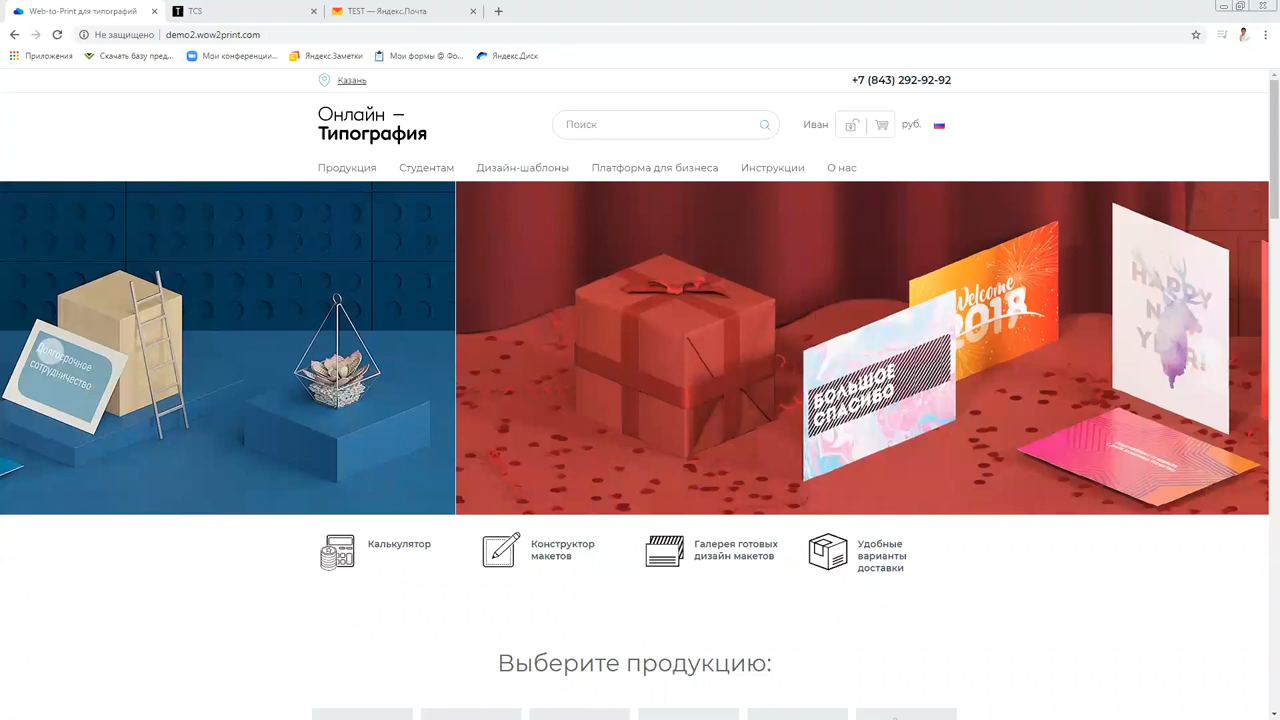 Web-to-Print для типографий
TCS
TEST — Яндекс.Почта
Не защищено
demo2.wow2print.com
Приложения
Скачать базу пред...
Мои конференции...
Яндекс.Заметки
Мои формы @ Фо...
Яндекс.Диск
Казань
+7 (843) 292-92-92
Онлайн —
Типография
Поиск
Иван
руб.
Продукция
Студентам
Дизайн-шаблоны
Платформа для бизнеса
Инструкции
О нас
Долгосрочное
сотрудничество
Welcome
2018
БОЛЬШОЕ
СПАСИБО
HAPPY
YEAR!
Калькулятор
Конструктор
макетов
Галерея готовых
дизайн макетов
Удобные
варианты
доставки
Выберите продукцию: